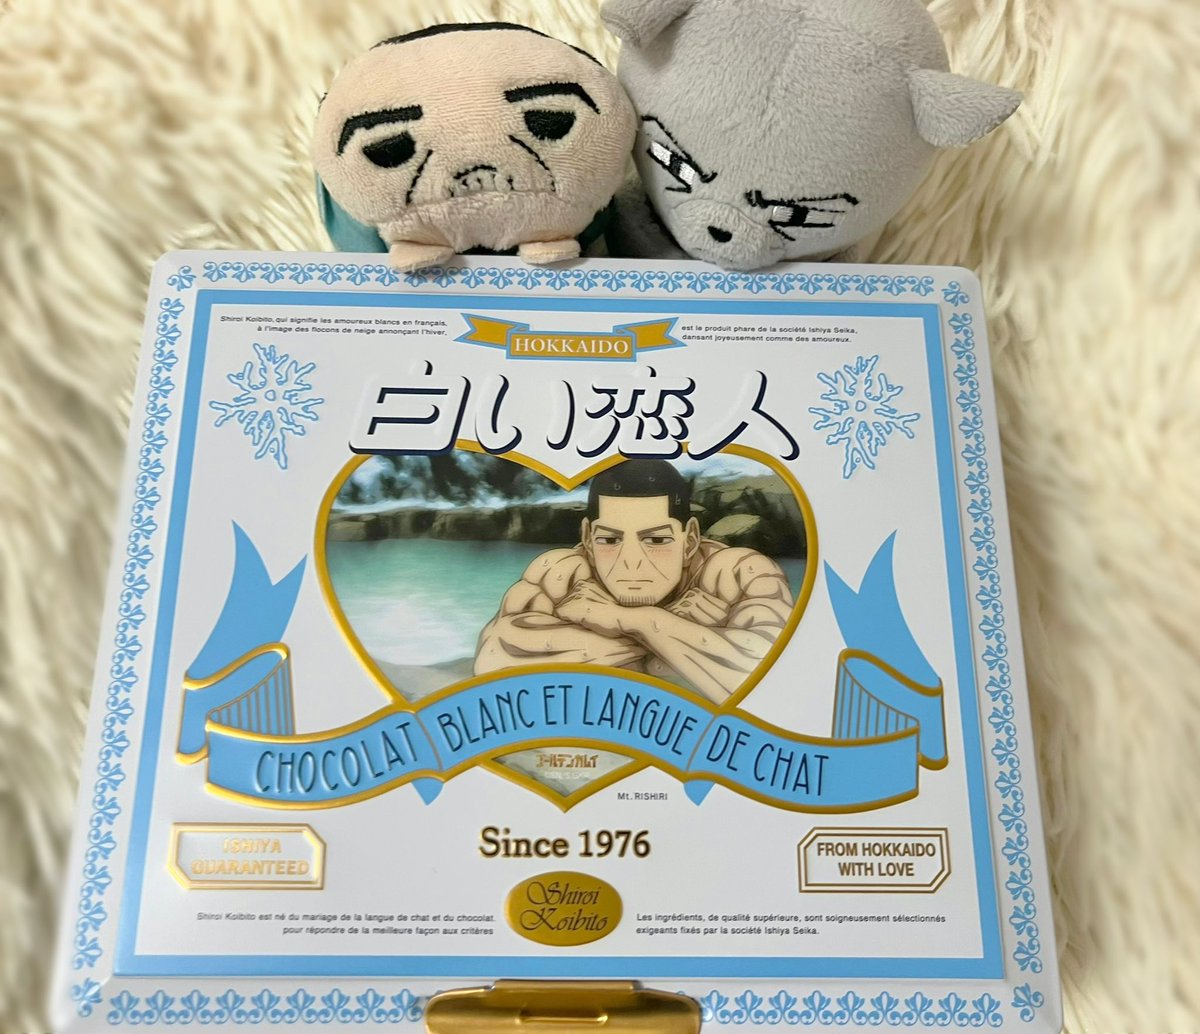 Shiroi Koibito, qui signifie les amoureux blancs en français,
à l'image des flocons de neige annonçant l'hiver,
HOKKAIDO
est le produit phare de la société Ishiya Seika,
dansant joyeusement comme des amoureux.
白い恋人
CHOCOLAT BLANC ET LANGUE DE CHAT
ゴールデンカムイ
Mt. RISHIRI
Since 1976
ISHIYA
GUARANTEED
FROM HOKKAIDO
WITH LOVE
Shiroi
Koibito
Shiroi Koibito est né du mariage de la langue de chat et du chocolat.
pour répondre de la meilleure façon aux critères
Les ingrédients, de qualité supérieure, sont soigneusement sélectionnés
exigeants fixés par la société Ishiya Seika.